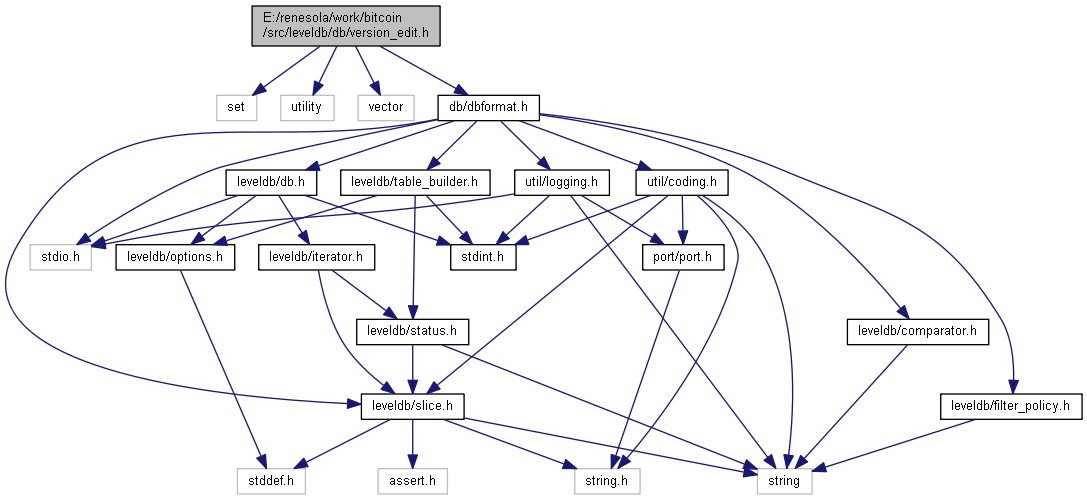 E:/renesola/work/bitcoin
/src/leveldb/db/version_edit.h
set
utility
vector
db/dbformat.h
leveldb/db.h
leveldb/table_builder.h
util/logging.h
util/coding.h
stdio.h
leveldb/options.h
leveldb/iterator.h
stdint.h
port/port.h
leveldb/status.h
leveldb/comparator.h
leveldb/slice.h
leveldb/filter_policy.h
stddef.h
assert.h
string.h
string